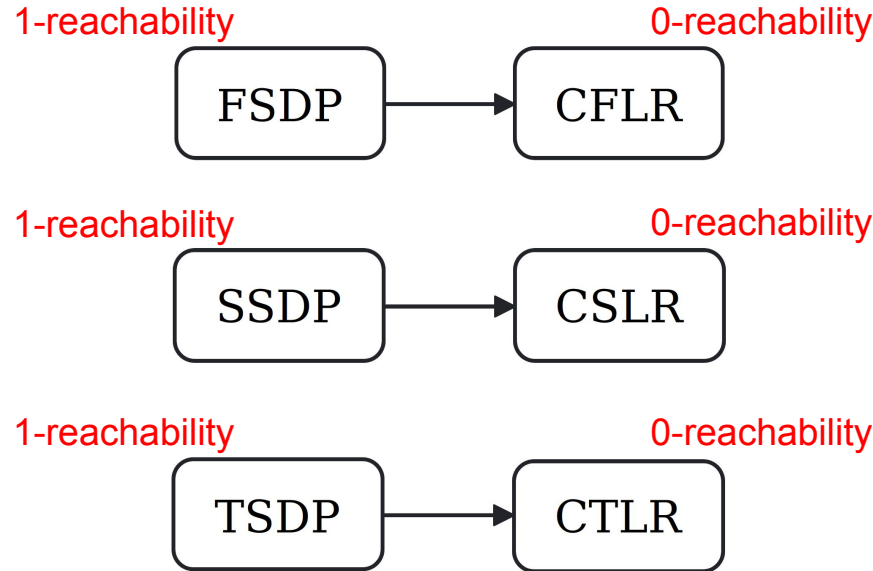 1-reachability 0-reachability
FSDP CFLR
1-reachability 0-reachability
SSDP CSLR
1-reachability 0-reachability
TSDP CTLR